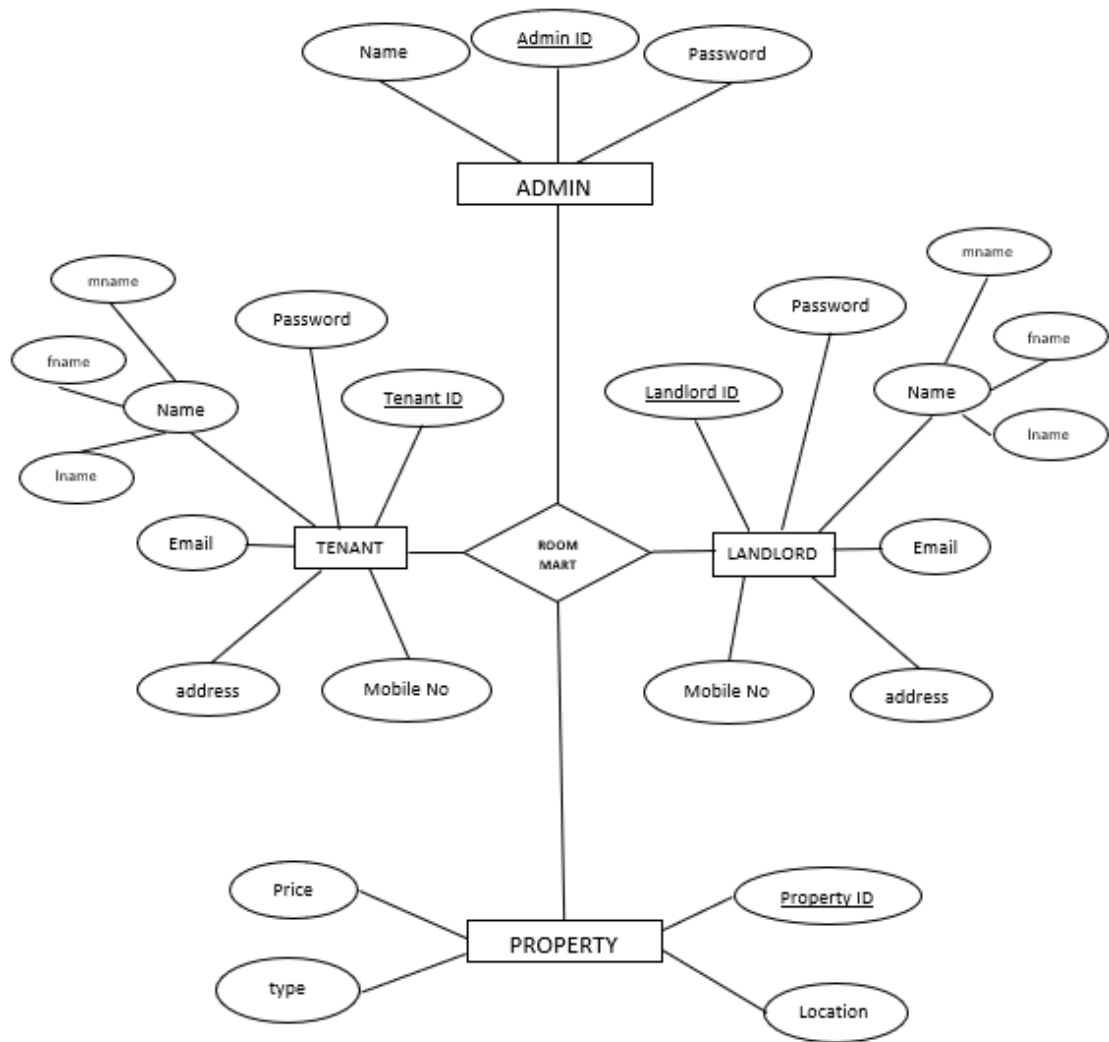 Name
Admin ID
Password
ADMIN
mname
fname
Name
lname
Password
Tenant ID
Email
TENANT
address
Mobile No
ROOM
MART
Password
Landlord ID
mname
fname
Name
lname
LANDLORD
Email
Mobile No
address
Price
type
PROPERTY
Property ID
Location